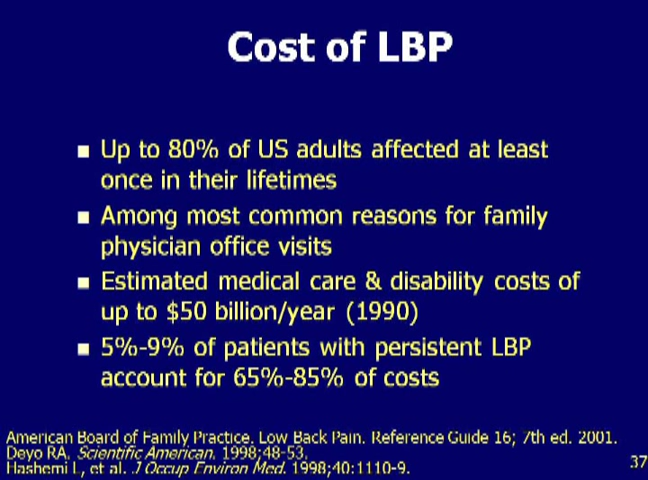 Cost of LBP
■ Up to 80% of US adults affected at least
once in their lifetimes
■ Among most common reasons for family
physician office visits
■ Estimated medical care & disability costs of
up to $50 billion/year (1990)
■ 5%-9% of patients with persistent LBP
account for 65%-85% of costs
American Board of Family Practice. Low Back Pain. Reference Guide 16; 7th ed. 2001.
Deyo RA. Scientific American. 1998;48-53.
Hashemi L, et al. J Occup Environ Med. 1998;40:1110-9.
37